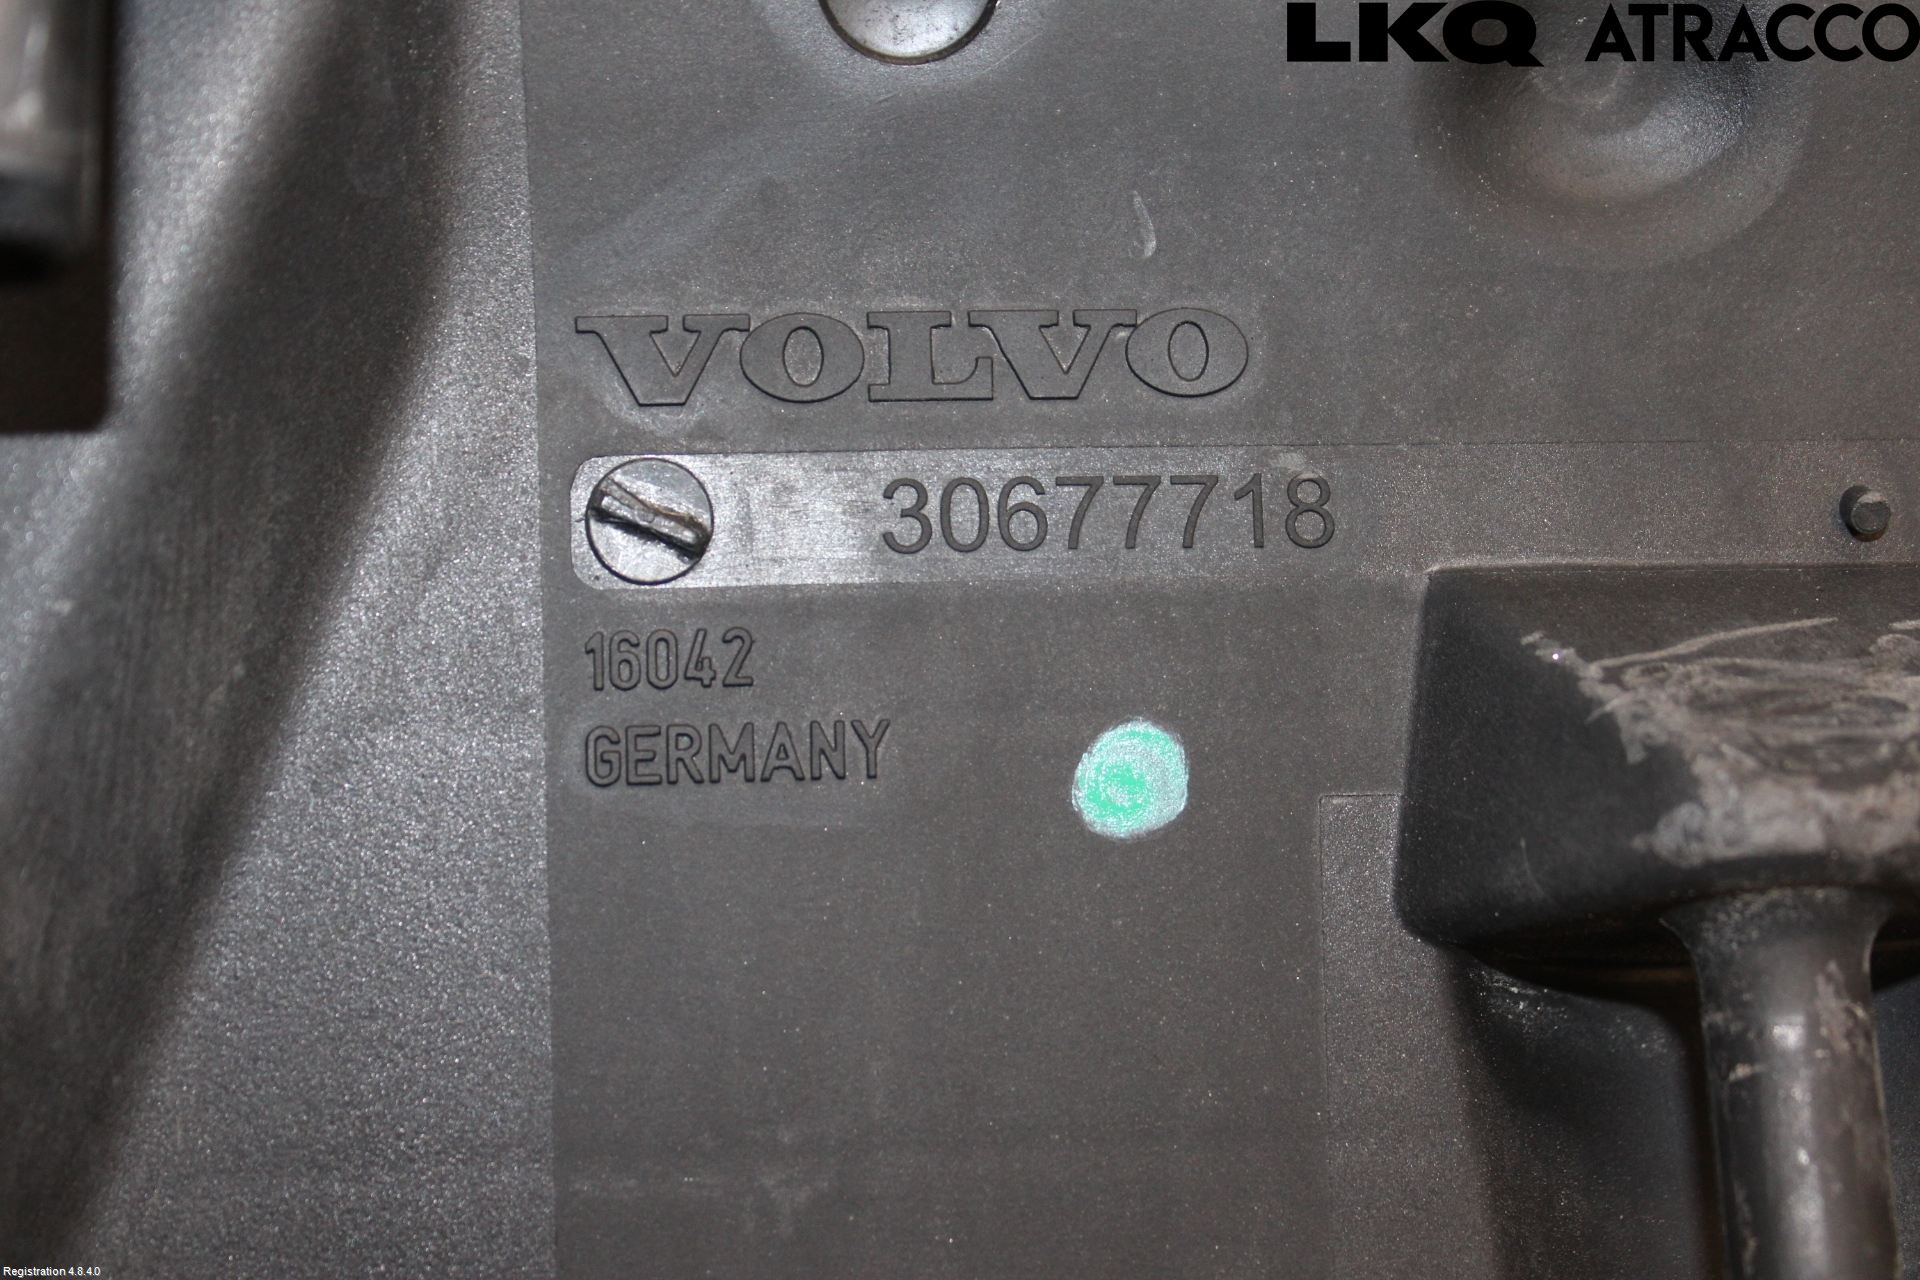 LKQ ATRACCO
VOLVO
30677718
16042
GERMANY
Registration 4.8.4.0